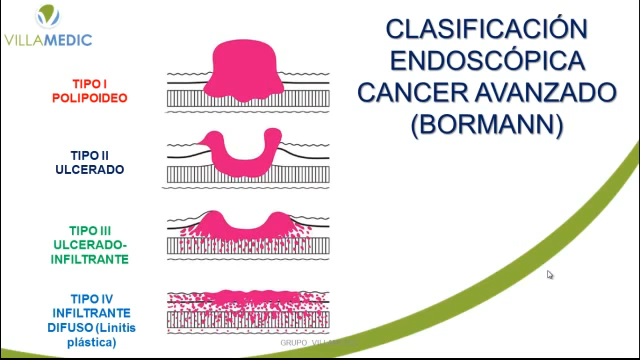 VILLAMEDIC
CLASIFICACIÓN
ENDOSCÓPICA
CANCER AVANZADO
(BORMANN)
TIPO I
POLIPOIDEO
TIPO II
ULCERADO
TIPO III
ULCERADO-
INFILTRANTE
TIPO IV
INFILTRANTE
DIFUSO (Linitis
plástica)
GRUPO